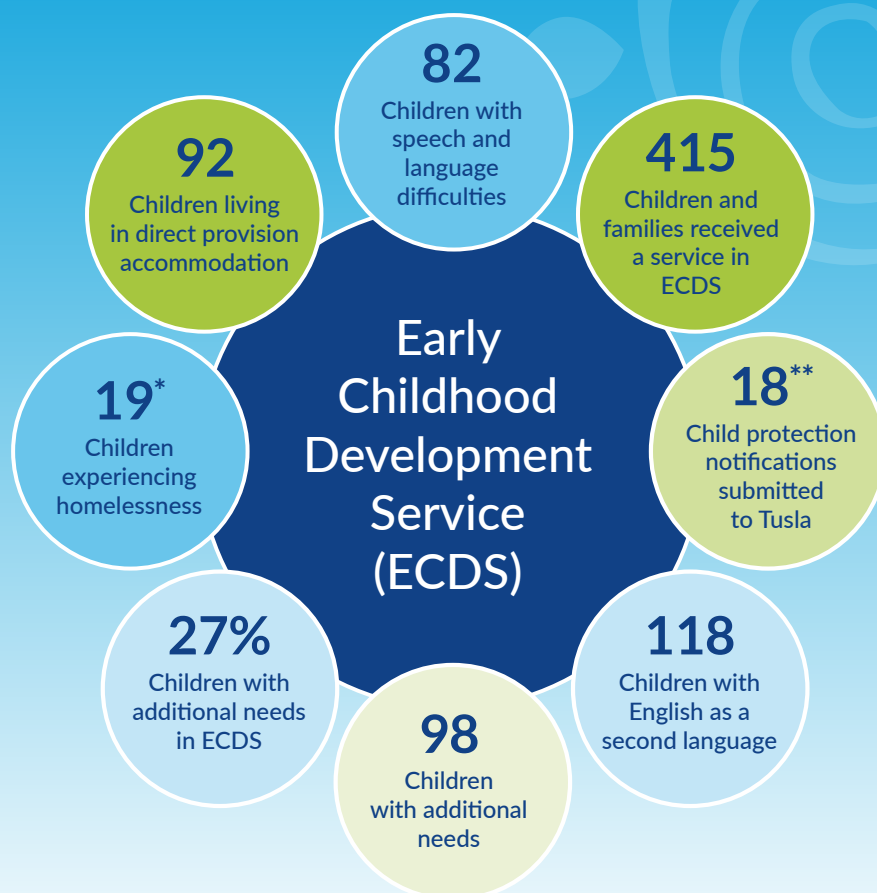 82
Children with
speech and
language
difficulties
415
Children and
families received
a service in
ECDS
18**
Child protection
notifications
submitted
to Tusla
118
Children with
English as a
second language
98
Children
with additional
needs
27%
Children with
additional needs
in ECDS
19*
Children
experiencing
homelessness
92
Children living
in direct provision
accommodation
Early
Childhood
Development
Service
(ECDS)